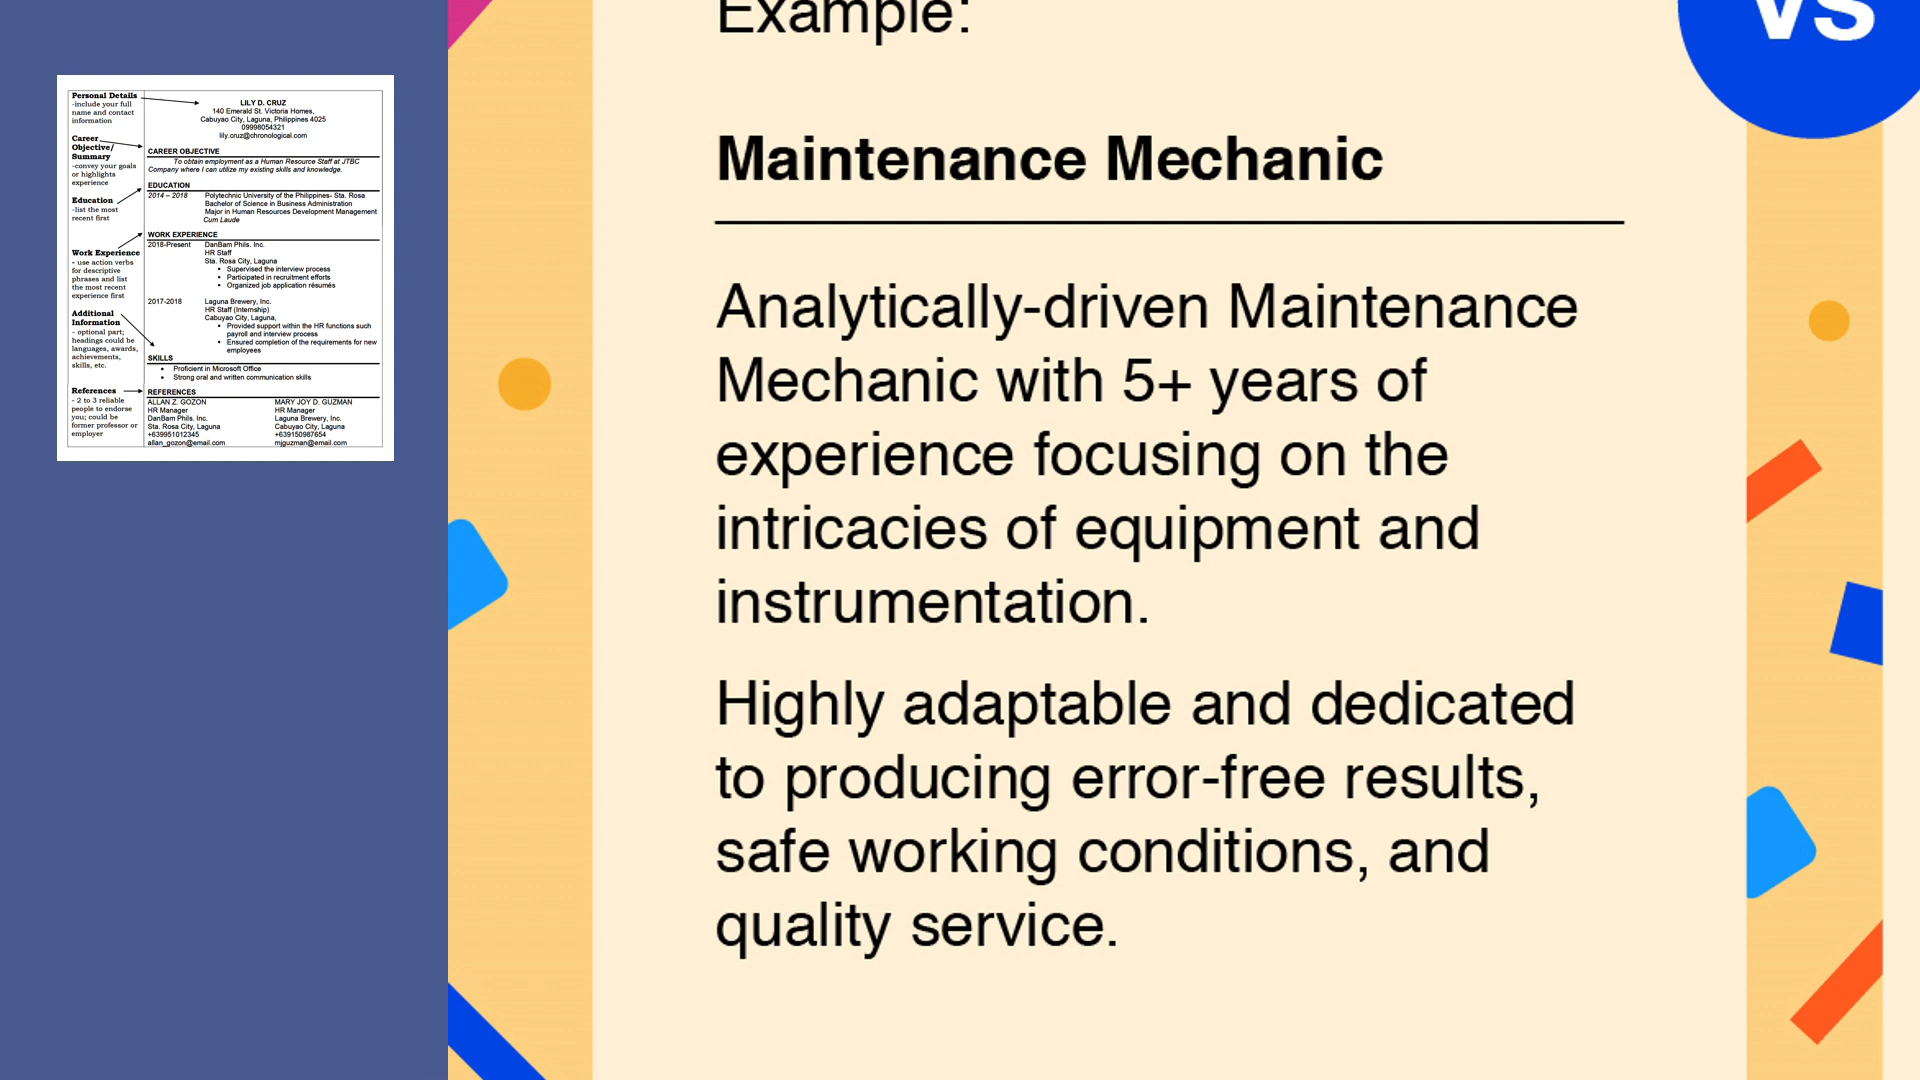 Personal Details
-include your full
name and contact
information
Career
Objective/
Summary
-convey your goals
or highlights
experience
Education
-list the most
recent first
Work Experience
- use action verbs
for descriptive
phrases and list
the most recent
experience first
Additional
Information
- optional part;
headings could be
languages, awards,
achievements,
skills, etc.
References
- 2 to 3 reliable
people to endorse
you; could be
former professor or
employer
LILY D. CRUZ
140 Emerald St. Victoria Homes,
Cabuyao City, Laguna, Philippines 4025
09998054321
lily.cruz@chronological.com
CAREER OBJECTIVE
To obtain employment as a Human Resource Staff at JTBC
Company where I can utilize my existing skills and knowledge.
EDUCATION
2014 – 2018 Polytechnic University of the Philippines- Sta. Rosa
Bachelor of Science in Business Administration
Major in Human Resources Development Management
Cum Laude
WORK EXPERIENCE
2018-Present DanBam Phils. Inc.
HR Staff
Sta. Rosa City, Laguna
• Supervised the interview process
• Participated in recruitment efforts
• Organized job application résumés
2017-2018 Laguna Brewery, Inc.
HR Staff (Internship)
Cabuyao City, Laguna,
• Provided support within the HR functions such
payroll and interview process
• Ensured completion of the requirements for new
employees
SKILLS
• Proficient in Microsoft Office
• Strong oral and written communication skills
REFERENCES
ALLAN Z. GOZON MARY JOY D. GUZMAN
HR Manager HR Manager
DanBam Phils. Inc. Laguna Brewery, Inc.
Sta. Rosa City, Laguna Cabuyao City, Laguna
+639951012345 +639150987654
allan_gozon@email.com mjguzman@email.com
Example:
VS
Maintenance Mechanic
Analytically-driven Maintenance
Mechanic with 5+ years of
experience focusing on the
intricacies of equipment and
instrumentation.
Highly adaptable and dedicated
to producing error-free results,
safe working conditions, and
quality service.